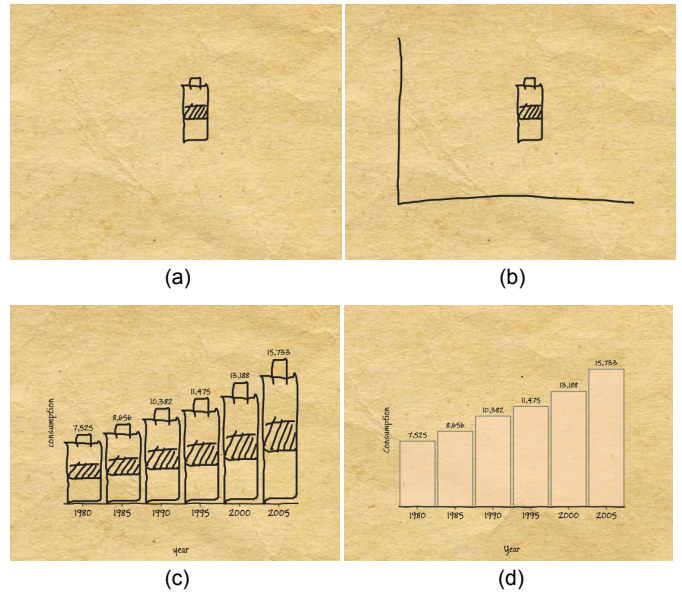 (a)
(b)
15,733
13,188
11,475
10,382
8,656
7,525
consumption
1980 1985 1990 1995 2000 2005
year
(c)
15,733
13,188
11,475
10,382
8,656
7,525
Consumption
1980 1985 1990 1995 2000 2005
Year
(d)